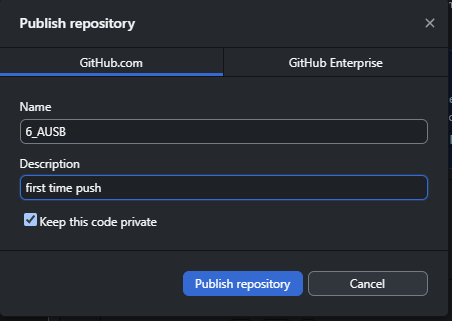 Publish repository
GitHub.com
GitHub Enterprise
Name
6_AUSB
Description
first time push
Keep this code private
Publish repository
Cancel